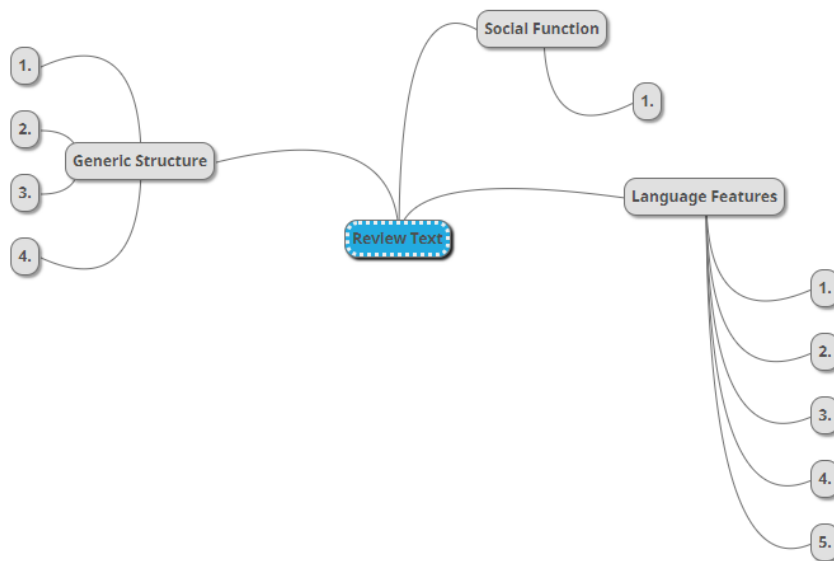 Social Function
1.
1.
2.
Generic Structure
3.
4.
Review Text
Language Features
1.
2.
3.
4.
5.